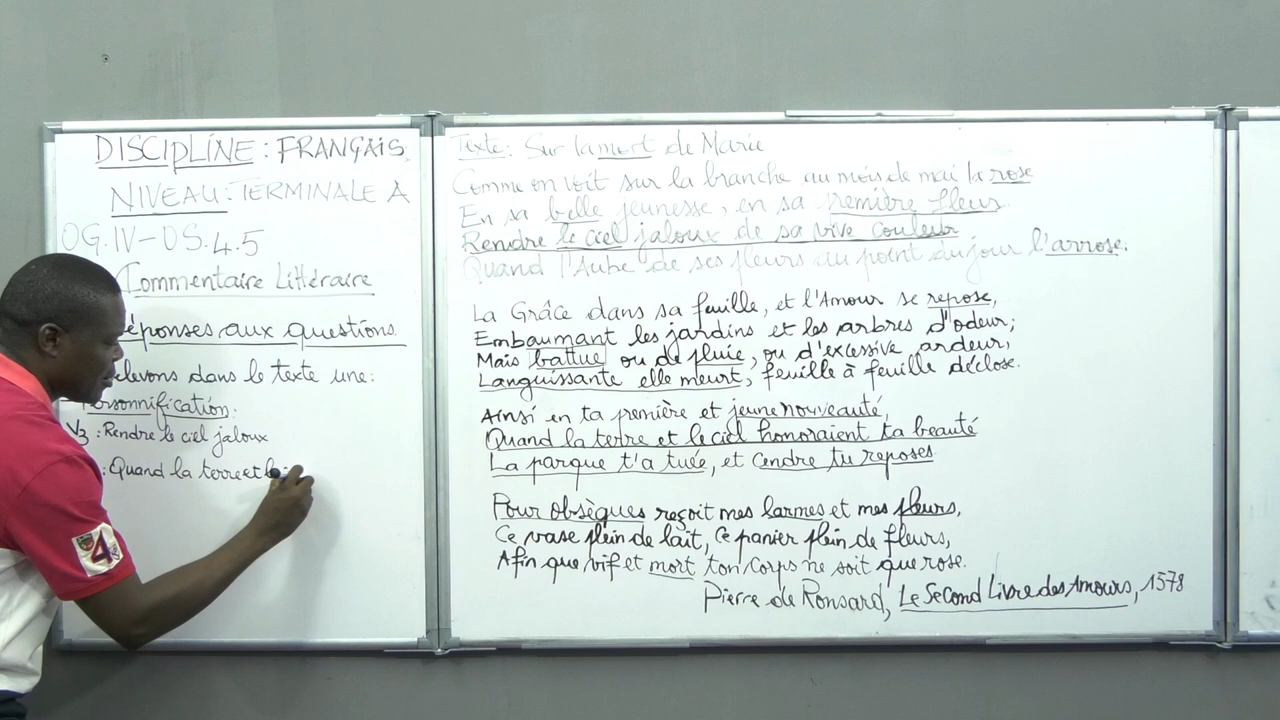 DISCIPLINE : FRANÇAIS
NIVEAU : TERMINALE A
OG.IV-OS.4.5
Commentaire Littéraire
éponses aux questions
elevons dans le texte une :
ersonnification :
V3 : Rendre le ciel jaloux
: Quand la terre et le
4
Texte : Sur la mort de Marie
Comme on voit sur la branche au mois de mai la rose
En sa belle jeunesse, en sa première fleur
Rendre le ciel jaloux de sa vive couleur
Quand l'Aube de ses fleurs au point du jour l'arrose.
La Grâce dans sa feuille, et l'Amour se repose,
Embaumant les jardins et les arbres d'odeur ;
Mais battue ou de pluie, ou d'excessive ardeur,
Languissante elle meurt, feuille à feuille déclose.
Ainsi en ta première et jeune nouveauté,
Quand la terre et le ciel honoraient ta beauté
La parque t'a tuée, et cendre tu reposes
Pour obsèques reçoit mes larmes et mes fleurs,
Ce vase plein de lait, ce panier plein de fleurs,
Afin que vif et mort ton corps ne soit que rose.
Pierre de Ronsard, Le Second Livre des Amours, 1578